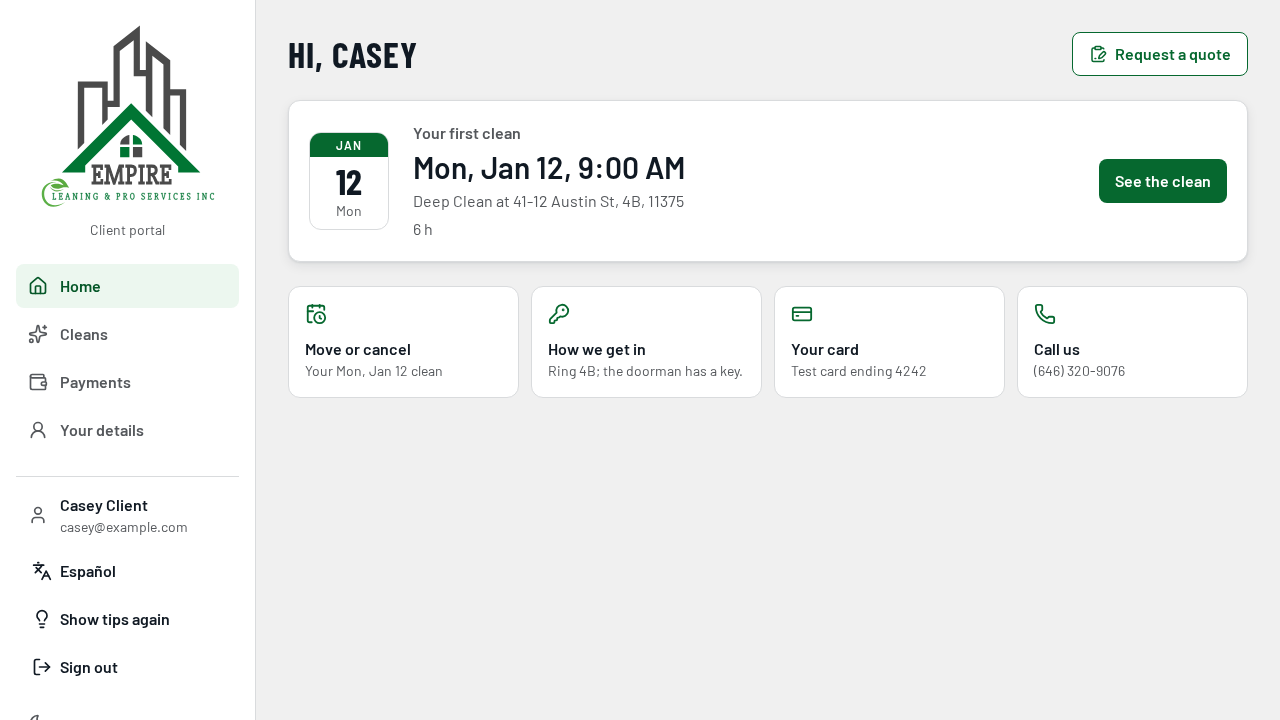 EMPIRE
CLEANING & PRO SERVICES INC
Client portal
Home
Cleans
Payments
Your details
Casey Client
casey@example.com
Español
Show tips again
Sign out
HI, CASEY
Request a quote
JAN
12
Mon
Your first clean
Mon, Jan 12, 9:00 AM
Deep Clean at 41-12 Austin St, 4B, 11375
6 h
See the clean
Move or cancel
Your Mon, Jan 12 clean
How we get in
Ring 4B; the doorman has a key.
Your card
Test card ending 4242
Call us
(646) 320-9076